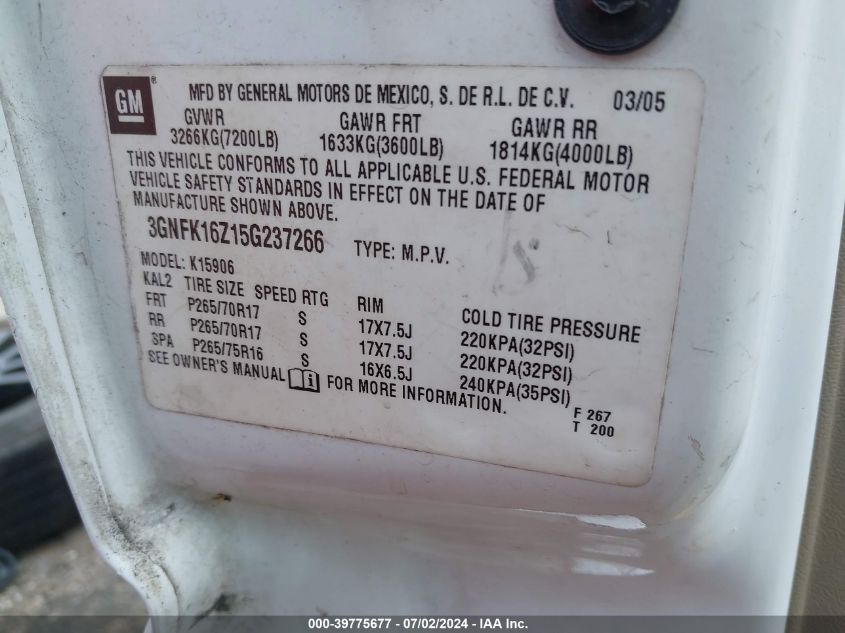 GM ®
MFD BY GENERAL MOTORS DE MEXICO, S. DE R.L. DE C.V. 03/05
GVWR GAWR FRT GAWR RR
3266KG(7200LB) 1633KG(3600LB) 1814KG(4000LB)
THIS VEHICLE CONFORMS TO ALL APPLICABLE U.S. FEDERAL MOTOR
VEHICLE SAFETY STANDARDS IN EFFECT ON THE DATE OF
MANUFACTURE SHOWN ABOVE.
3GNFK16Z15G237266 TYPE: M.P.V.
MODEL: K15906
KAL2 TIRE SIZE SPEED RTG RIM COLD TIRE PRESSURE
FRT P265/70R17 S 17X7.5J 220KPA(32PSI)
RR P265/70R17 S 17X7.5J 220KPA(32PSI)
SPA P265/75R16 S 16X6.5J 240KPA(35PSI)
SEE OWNER'S MANUAL i FOR MORE INFORMATION.
F 267
T 200
000-39775677 - 07/02/2024 - IAA Inc.